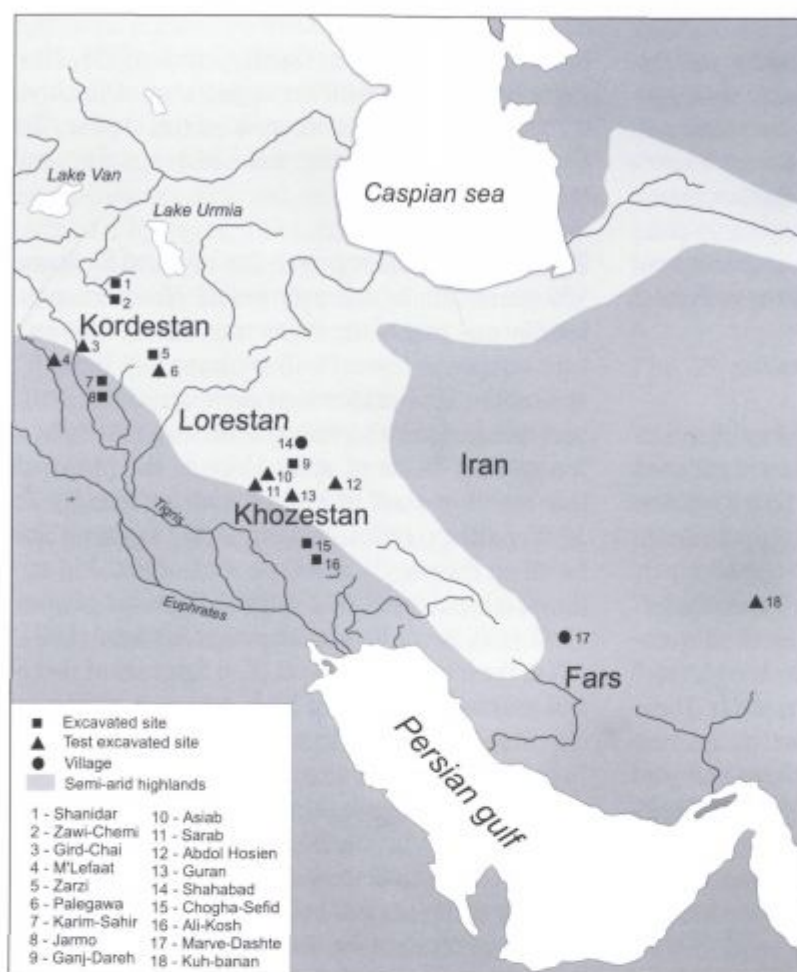 Lake Van
Lake Urmia
Caspian sea
1
2
Kordestan
3
4
5
6
7
8
Lorestan
14
9
10
11
13
12
Khozestan
Iran
15
16
Tigris
Euphrates
17
18
Fars
Persian gulf
Excavated site
Test excavated site
Village
Semi-arid highlands
1 - Shanidar
2 - Zawi-Chemi
3 - Gird-Chai
4 - M'Lefaat
5 - Zarzi
6 - Palegawa
7 - Karim-Sahir
8 - Jarmo
9 - Ganj-Dareh
10 - Asiab
11 - Sarab
12 - Abdol Hosien
13 - Guran
14 - Shahabad
15 - Chogha-Sefid
16 - Ali-Kosh
17 - Marve-Dashte
18 - Kuh-banan